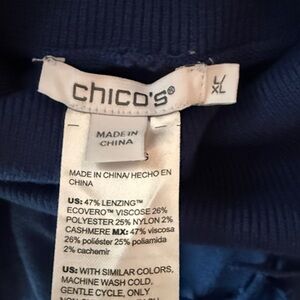 chico's®
L/
XL
MADE IN
CHINA
S
MADE IN CHINA/ HECHO EN
CHINA
US: 47% LENZING™
ECOVERO™ VISCOSE 26%
POLYESTER 25% NYLON 2%
CASHMERE MX: 47% viscosa
26% poliéster 25% poliamida
2% cachemir
US: WITH SIMILAR COLORS,
MACHINE WASH COLD.
GENTLE CYCLE, ONLY